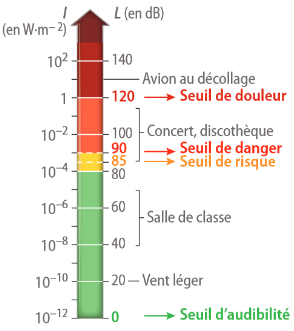 I L (en dB)
(en W·m⁻²)
10² 140
Avion au décollage
1 120 Seuil de douleur
10⁻² 100 Concert, discothèque
90 Seuil de danger
85 Seuil de risque
10⁻⁴ 80
10⁻⁶ 60
Salle de classe
10⁻⁸ 40
10⁻¹⁰ 20 Vent léger
10⁻¹² 0 Seuil d'audibilité